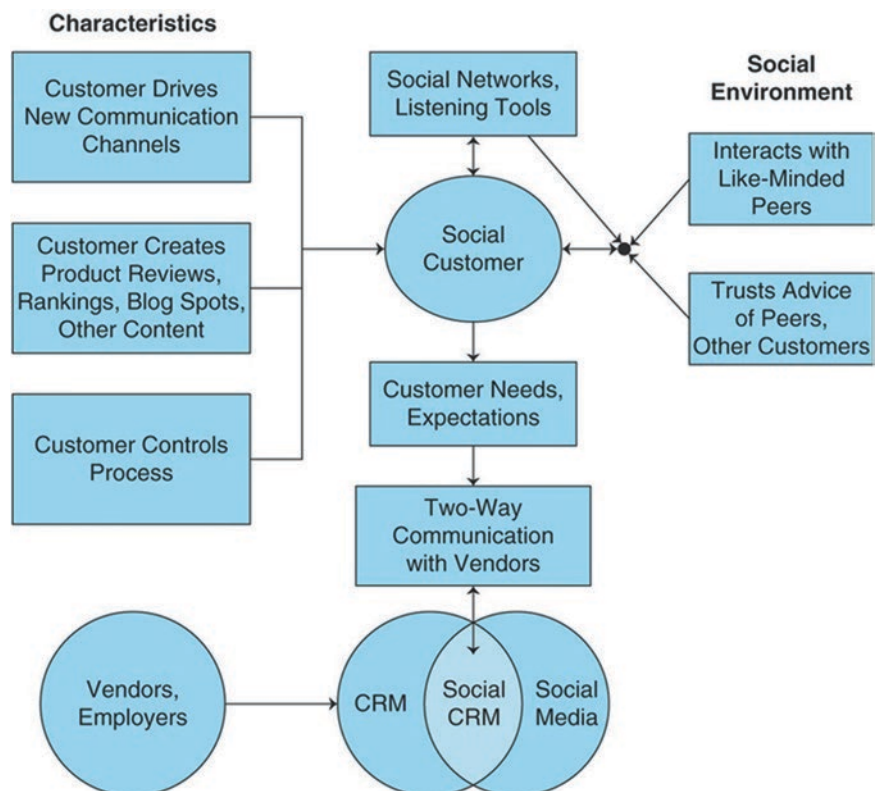 Characteristics
Customer Drives
New Communication
Channels
Customer Creates
Product Reviews,
Rankings, Blog Spots,
Other Content
Customer Controls
Process
Social Networks,
Listening Tools
Social
Customer
Customer Needs,
Expectations
Two-Way
Communication
with Vendors
Social
Environment
Interacts with
Like-Minded
Peers
Trusts Advice
of Peers,
Other Customers
Vendors,
Employers
CRM
Social
CRM
Social
Media